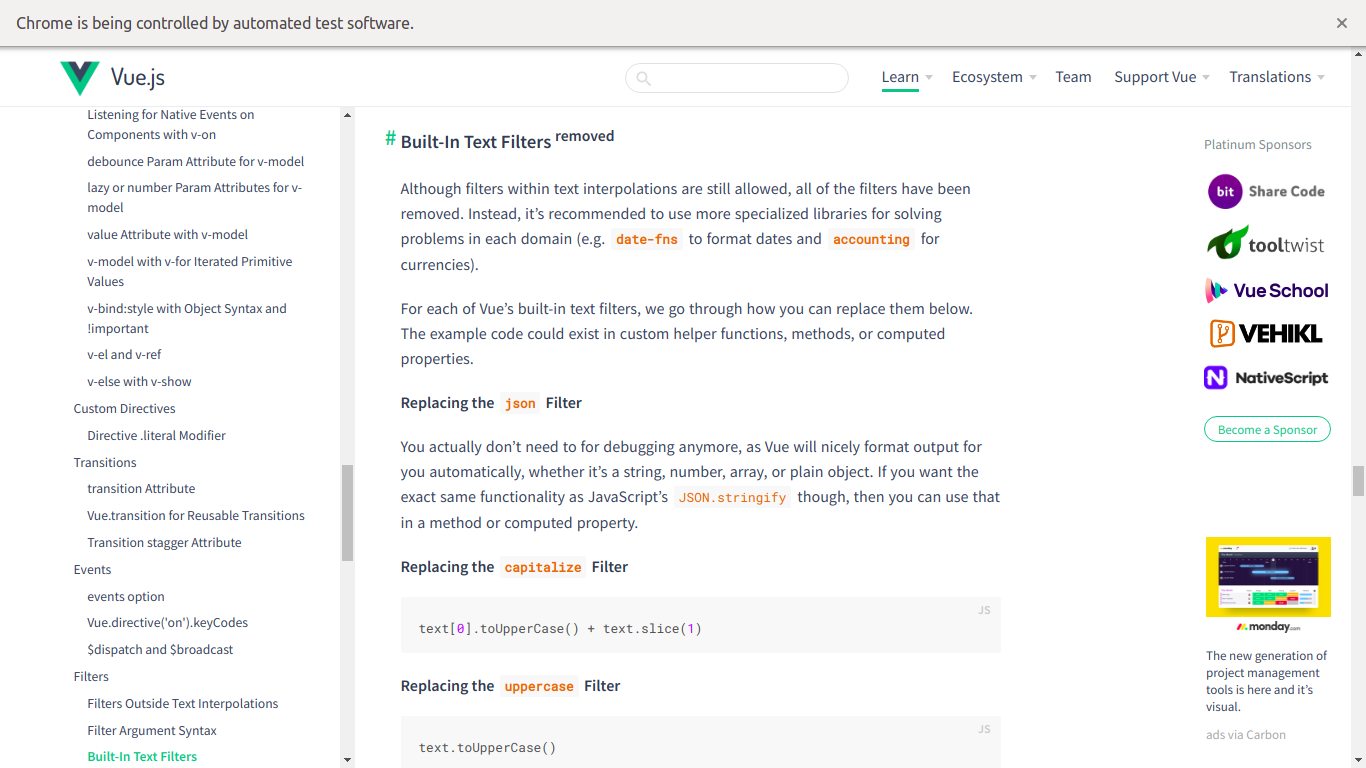 Chrome is being controlled by automated test software.
Vue.js
Learn
Ecosystem
Team
Support Vue
Translations
Listening for Native Events on
Components with v-on
debounce Param Attribute for v-model
lazy or number Param Attributes for v-
model
value Attribute with v-model
v-model with v-for Iterated Primitive
Values
v-bind:style with Object Syntax and
!important
v-el and v-ref
v-else with v-show
Custom Directives
Directive .literal Modifier
Transitions
transition Attribute
Vue.transition for Reusable Transitions
Transition stagger Attribute
Events
events option
Vue.directive('on').keyCodes
$dispatch and $broadcast
Filters
Filters Outside Text Interpolations
Filter Argument Syntax
Built-In Text Filters
# Built-In Text Filters removed
Although filters within text interpolations are still allowed, all of the filters have been
removed. Instead, it’s recommended to use more specialized libraries for solving
problems in each domain (e.g. date-fns to format dates and accounting for
currencies).
For each of Vue’s built-in text filters, we go through how you can replace them below.
The example code could exist in custom helper functions, methods, or computed
properties.
Replacing the json Filter
You actually don’t need to for debugging anymore, as Vue will nicely format output for
you automatically, whether it’s a string, number, array, or plain object. If you want the
exact same functionality as JavaScript’s JSON.stringify though, then you can use that
in a method or computed property.
Replacing the capitalize Filter
JS
text[0].toUpperCase() + text.slice(1)
Replacing the uppercase Filter
JS
text.toUpperCase()
Platinum Sponsors
bit Share Code
tooltwist
Vue School
VEHIKL
NativeScript
Become a Sponsor
monday.com
The new generation of
project management
tools is here and it’s
visual.
ads via Carbon